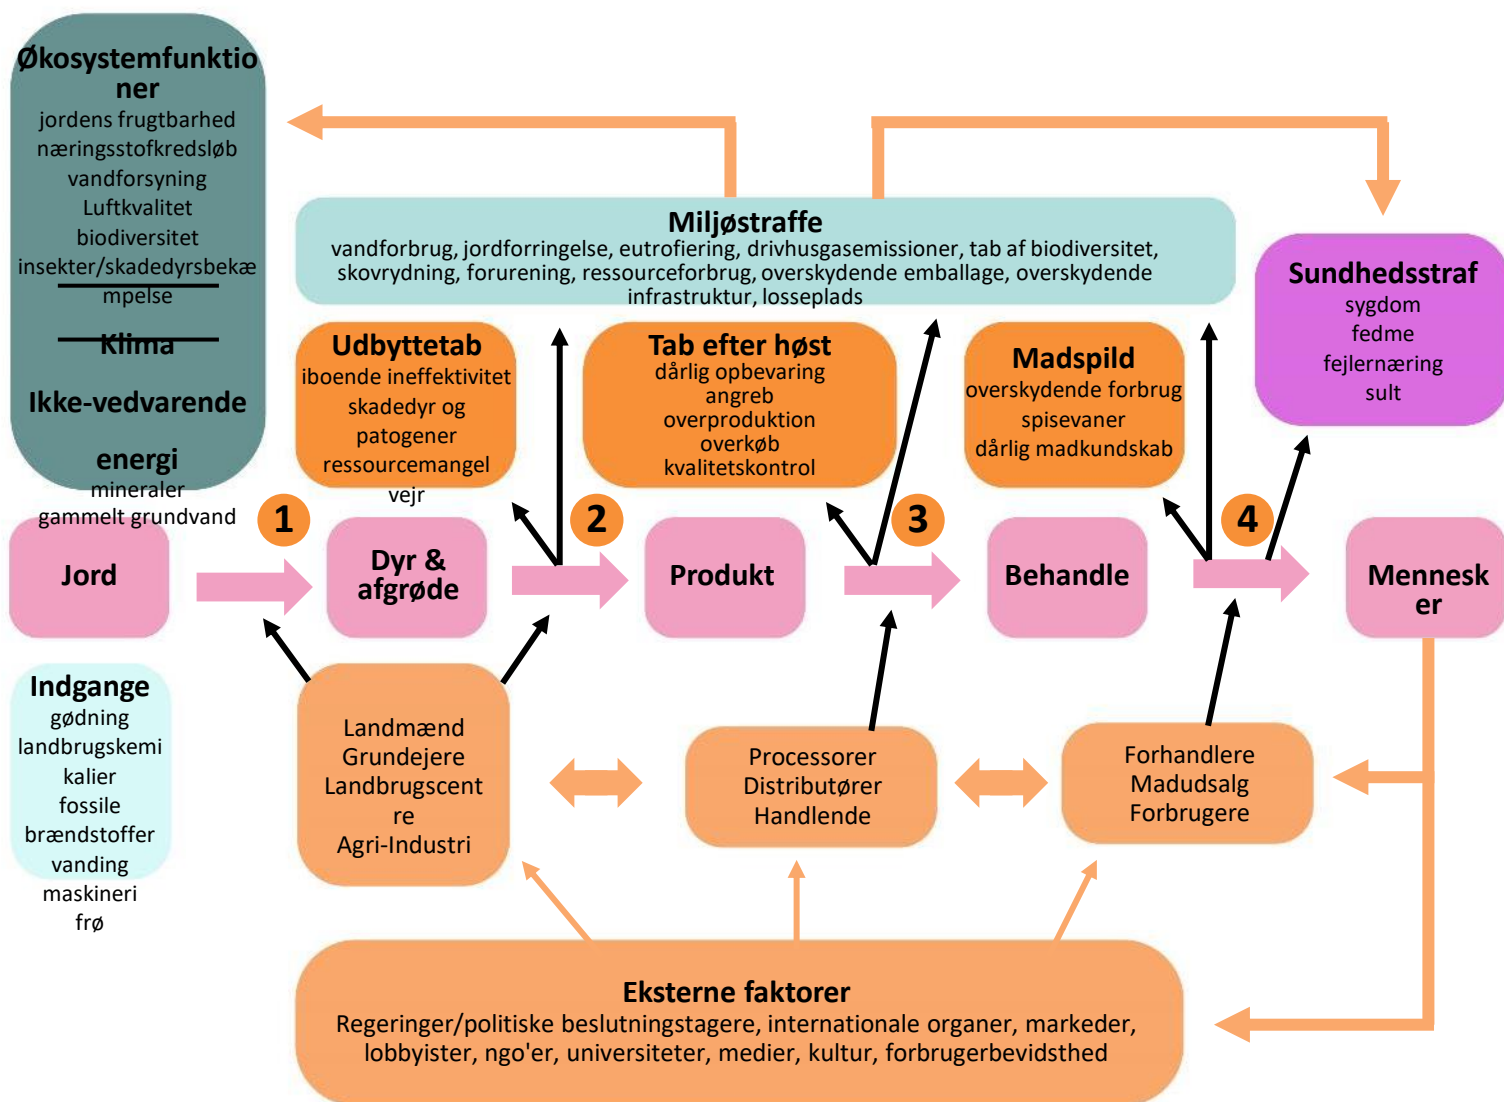 Økosystemfunktio
ner
jordens frugtbarhed
næringsstofkredsløb
vandforsyning
Luftkvalitet
biodiversitet
insekter/skadedyrsbekæ
mpelse
Klima
Ikke-vedvarende
energi
mineraler
gammelt grundvand
Miljøstraffe
vandforbrug, jordforringelse, eutrofiering, drivhusgasemissioner, tab af biodiversitet,
skovrydning, forurening, ressourceforbrug, overskydende emballage, overskydende
infrastruktur, losseplads
Sundhedsstraf
sygdom
fedme
fejlernæring
sult
Udbyttetab
iboende ineffektivitet
skadedyr og
patogener
ressourcemangel
vejr
Tab efter høst
dårlig opbevaring
angreb
overproduktion
overkøb
kvalitetskontrol
Madspild
overskydende forbrug
spisevaner
dårlig madkundskab
1
2
3
4
Jord
Dyr &
afgrøde
Produkt
Behandle
Mennesk
er
Indgange
gødning
landbrugskemi
kalier
fossile
brændstoffer
vanding
maskineri
frø
Landmænd
Grundejere
Landbrugscent
re
Agri-Industri
Processorer
Distributører
Handlende
Forhandlere
Madudsalg
Forbrugere
Eksterne faktorer
Regeringer/politiske beslutningstagere, internationale organer, markeder,
lobbyister, ngo'er, universiteter, medier, kultur, forbrugerbevidsthed